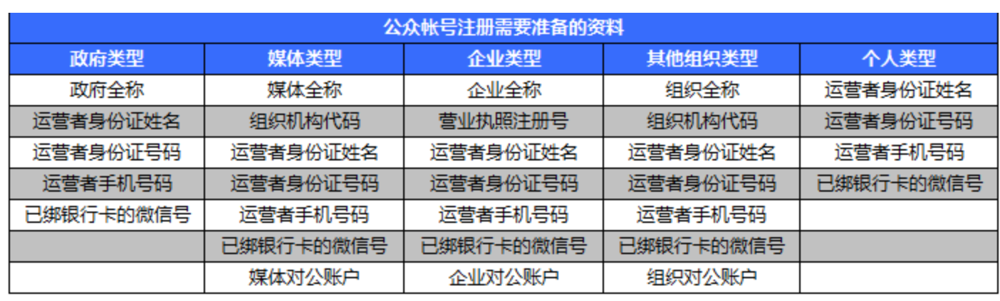 公众帐号注册需要准备的资料
政府类型 媒体类型 企业类型 其他组织类型 个人类型
政府全称 媒体全称 企业全称 组织全称 运营者身份证姓名
运营者身份证姓名 组织机构代码 营业执照注册号 组织机构代码 运营者身份证号码
运营者身份证号码 运营者身份证姓名 运营者身份证姓名 运营者身份证姓名 运营者手机号码
运营者手机号码 运营者身份证号码 运营者身份证号码 运营者身份证号码 已绑银行卡的微信号
已绑银行卡的微信号 运营者手机号码 运营者手机号码 运营者手机号码
已绑银行卡的微信号 已绑银行卡的微信号 已绑银行卡的微信号
媒体对公账户 企业对公账户 组织对公账户